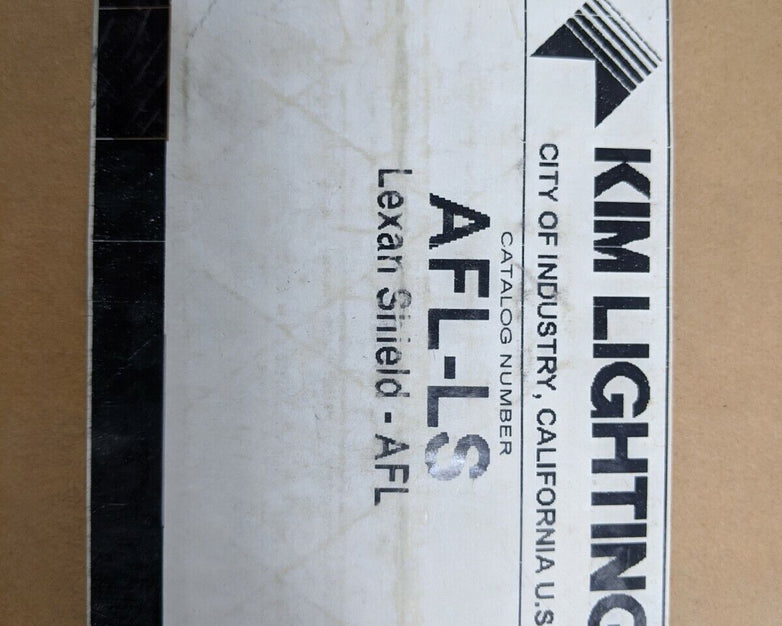 KIM LIGHTING
CITY OF INDUSTRY, CALIFORNIA U.S
CATALOG NUMBER
AFL-LS
Lexan Shield - AFL